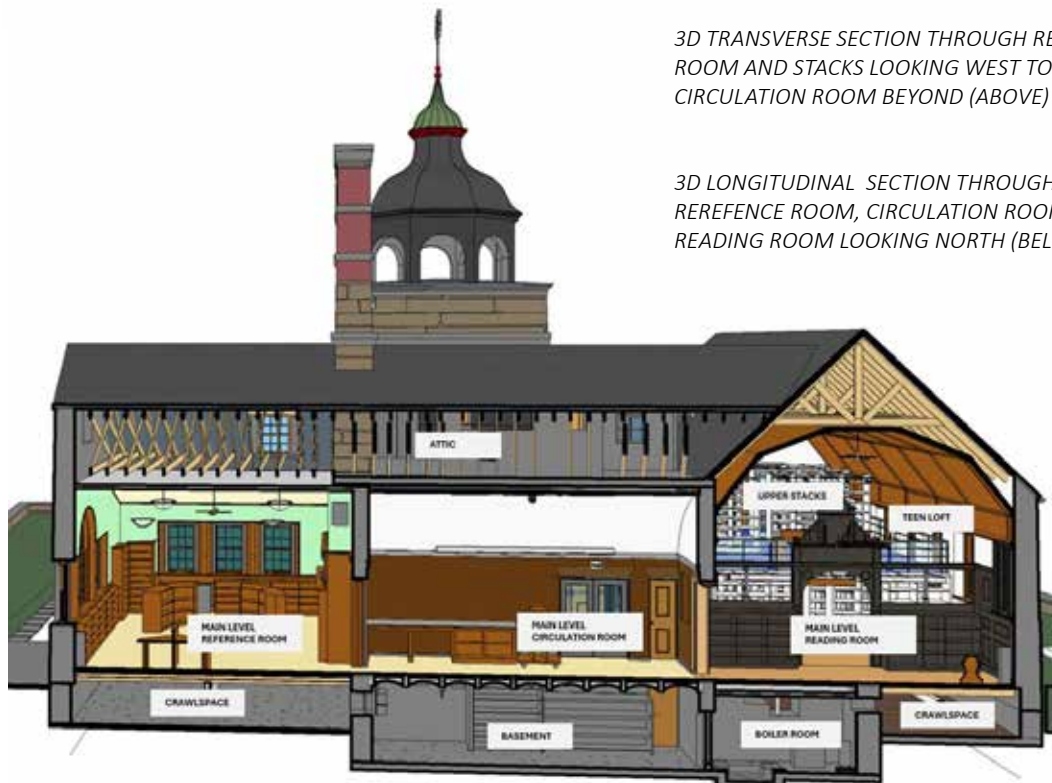 3D TRANSVERSE SECTION THROUGH RE
ROOM AND STACKS LOOKING WEST TO
CIRCULATION ROOM BEYOND (ABOVE)
3D LONGITUDINAL SECTION THROUGH
REREFENCE ROOM, CIRCULATION ROO
READING ROOM LOOKING NORTH (BEL
ATTIC
UPPER STACKS
TEEN LOFT
MAIN LEVEL
REFERENCE ROOM
MAIN LEVEL
CIRCULATION ROOM
MAIN LEVEL
READING ROOM
CRAWLSPACE
BASEMENT
BOILER ROOM
CRAWLSPACE